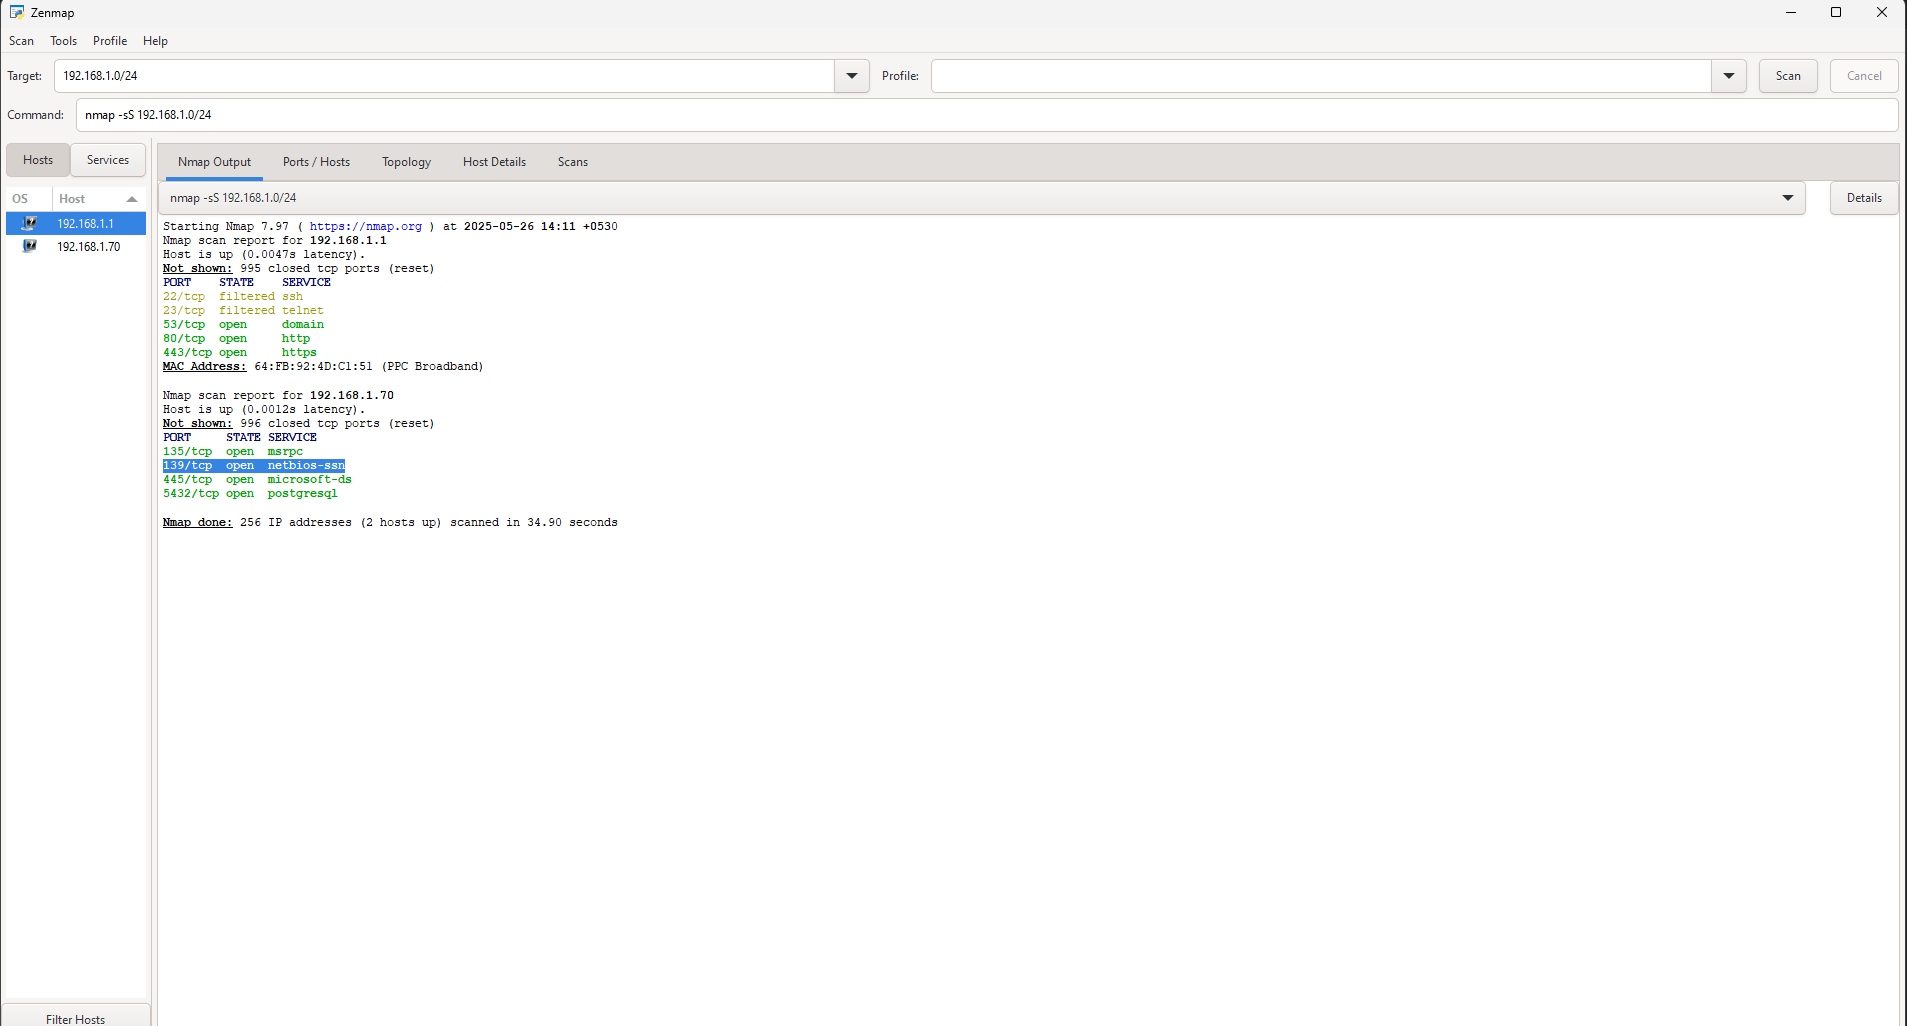 Zenmap
Scan Tools Profile Help
Target: 192.168.1.0/24 Profile: Scan Cancel
Command: nmap -sS 192.168.1.0/24
Hosts Services
Nmap Output Ports / Hosts Topology Host Details Scans
OS Host
nmap -sS 192.168.1.0/24 Details
192.168.1.1
192.168.1.70
Starting Nmap 7.97 ( https://nmap.org ) at 2025-05-26 14:11 +0530
Nmap scan report for 192.168.1.1
Host is up (0.0047s latency).
Not shown: 995 closed tcp ports (reset)
PORT STATE SERVICE
22/tcp filtered ssh
23/tcp filtered telnet
53/tcp open domain
80/tcp open http
443/tcp open https
MAC Address: 64:FB:92:4D:C1:51 (PPC Broadband)
Nmap scan report for 192.168.1.70
Host is up (0.0012s latency).
Not shown: 996 closed tcp ports (reset)
PORT STATE SERVICE
135/tcp open msrpc
139/tcp open netbios-ssn
445/tcp open microsoft-ds
5432/tcp open postgresql
Nmap done: 256 IP addresses (2 hosts up) scanned in 34.90 seconds
Filter Hosts